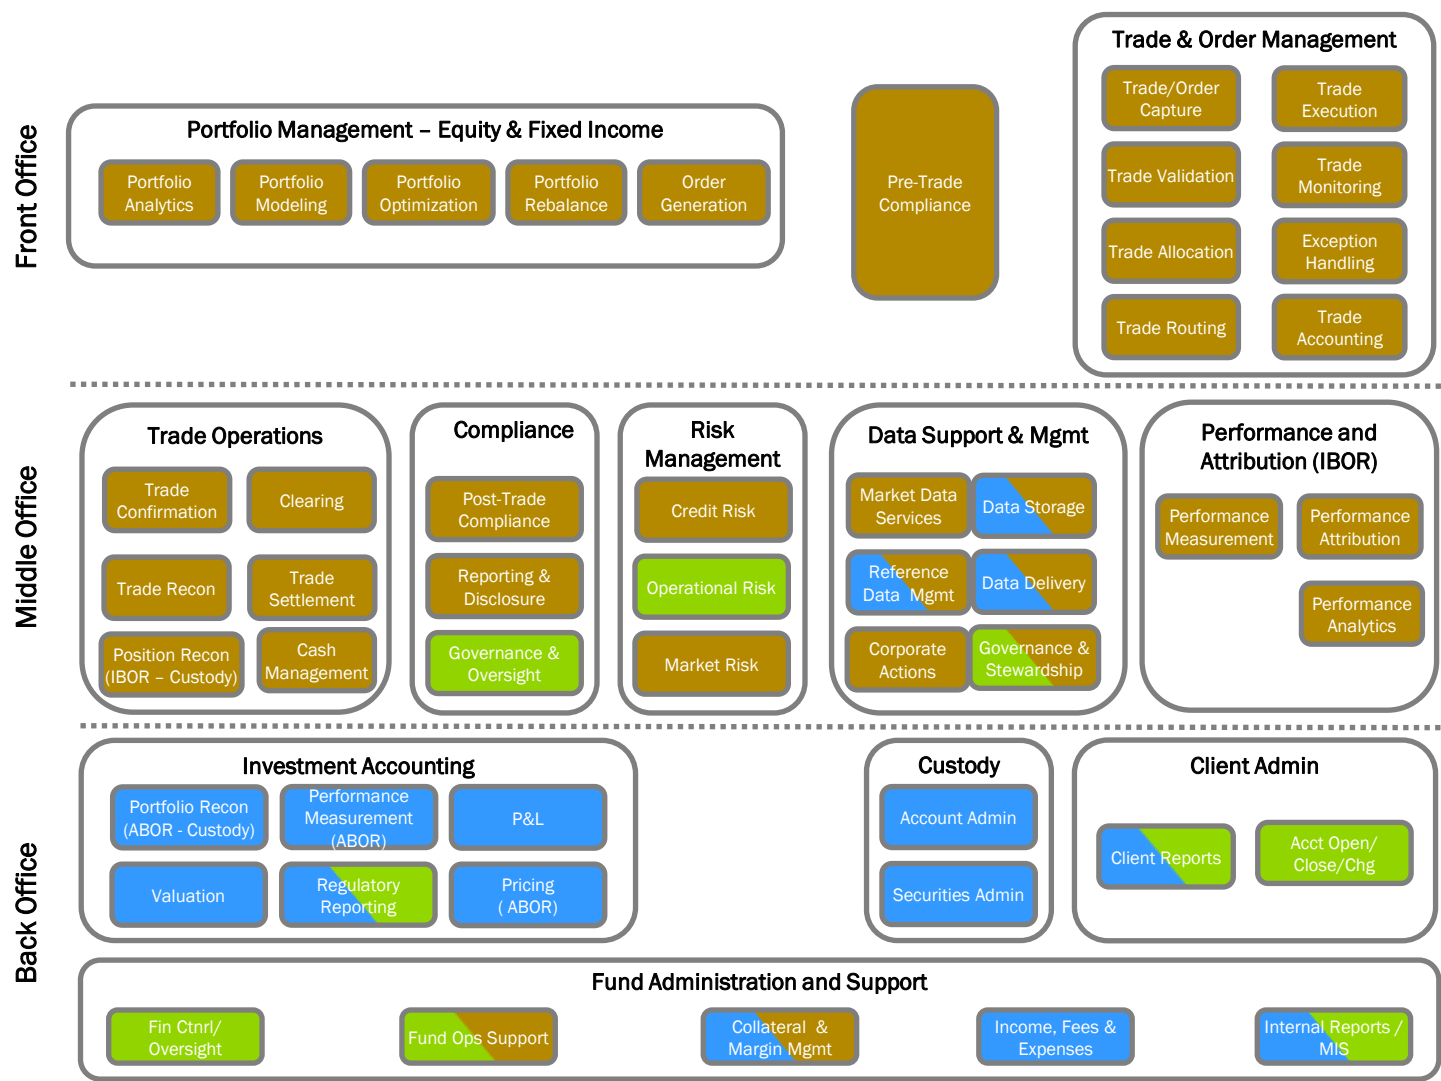 Front Office
Portfolio Management – Equity & Fixed Income
Portfolio
Analytics
Portfolio
Modeling
Portfolio
Optimization
Portfolio
Rebalance
Order
Generation
Pre-Trade
Compliance
Trade & Order Management
Trade/Order
Capture
Trade
Execution
Trade Validation
Trade
Monitoring
Trade Allocation
Exception
Handling
Trade Routing
Trade
Accounting
Middle Office
Trade Operations
Trade
Confirmation
Clearing
Trade Recon
Trade
Settlement
Position Recon
(IBOR – Custody)
Cash
Management
Compliance
Post-Trade
Compliance
Reporting &
Disclosure
Governance &
Oversight
Risk
Management
Credit Risk
Operational Risk
Market Risk
Data Support & Mgmt
Market Data
Services
Data Storage
Reference
Data  Mgmt
Data Delivery
Corporate
Actions
Governance &
Stewardship
Performance and
Attribution (IBOR)
Performance
Measurement
Performance
Attribution
Performance
Analytics
Back Office
Investment Accounting
Portfolio Recon
(ABOR - Custody)
Performance
Measurement
(ABOR)
P&L
Valuation
Regulatory
Reporting
Pricing
( ABOR)
Custody
Account Admin
Securities Admin
Client Admin
Client Reports
Acct Open/
Close/Chg
Fund Administration and Support
Fin Ctnrl/
Oversight
Fund Ops Support
Collateral  &
Margin Mgmt
Income, Fees &
Expenses
Internal Reports /
MIS